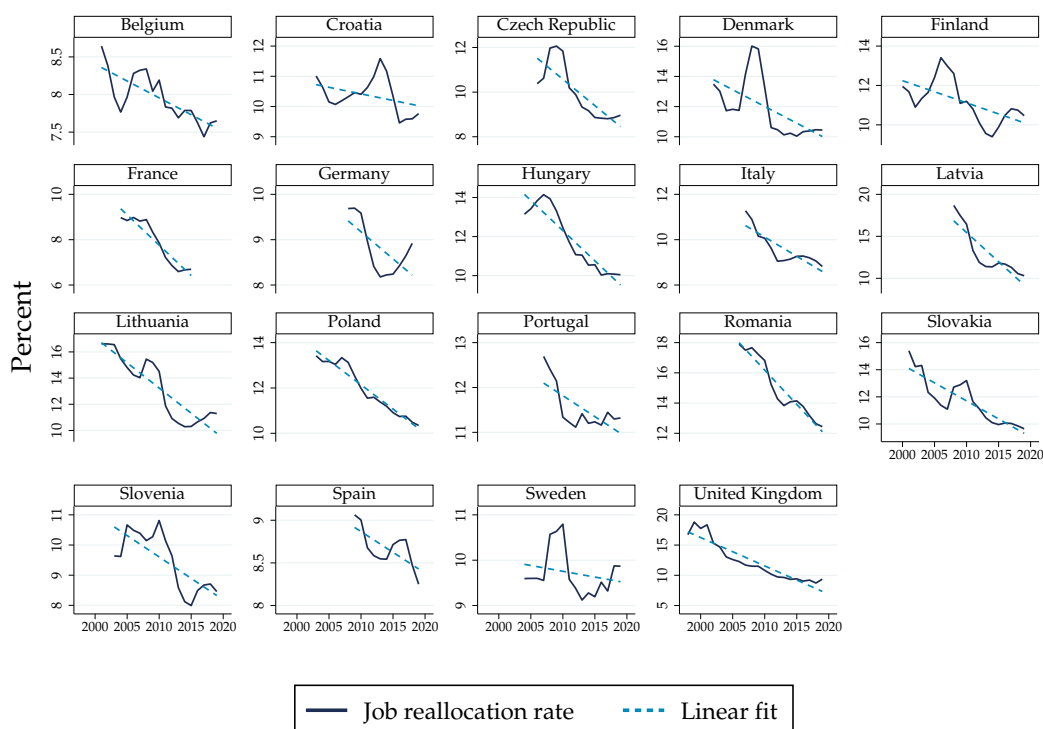 Percent
Belgium Croatia Czech Republic Denmark Finland
8.5 8 7.5
12 11 10 9
12 10 8
16 14 12 10
14 12 10
France Germany Hungary Italy Latvia
10 8 6
10 9 8
14 12 10
12 11 10 9 8
20 15 10
Lithuania Poland Portugal Romania Slovakia
16 14 12 10
14 12 10
13 12 11
18 16 14 12
16 14 12 10
2000 2005 2010 2015 2020
Slovenia Spain Sweden United Kingdom
11 10 9 8
9 8.5 8
11 10 9
20 15 10 5
2000 2005 2010 2015 2020 2000 2005 2010 2015 2020 2000 2005 2010 2015 2020 2000 2005 2010 2015 2020
Job reallocation rate Linear fit